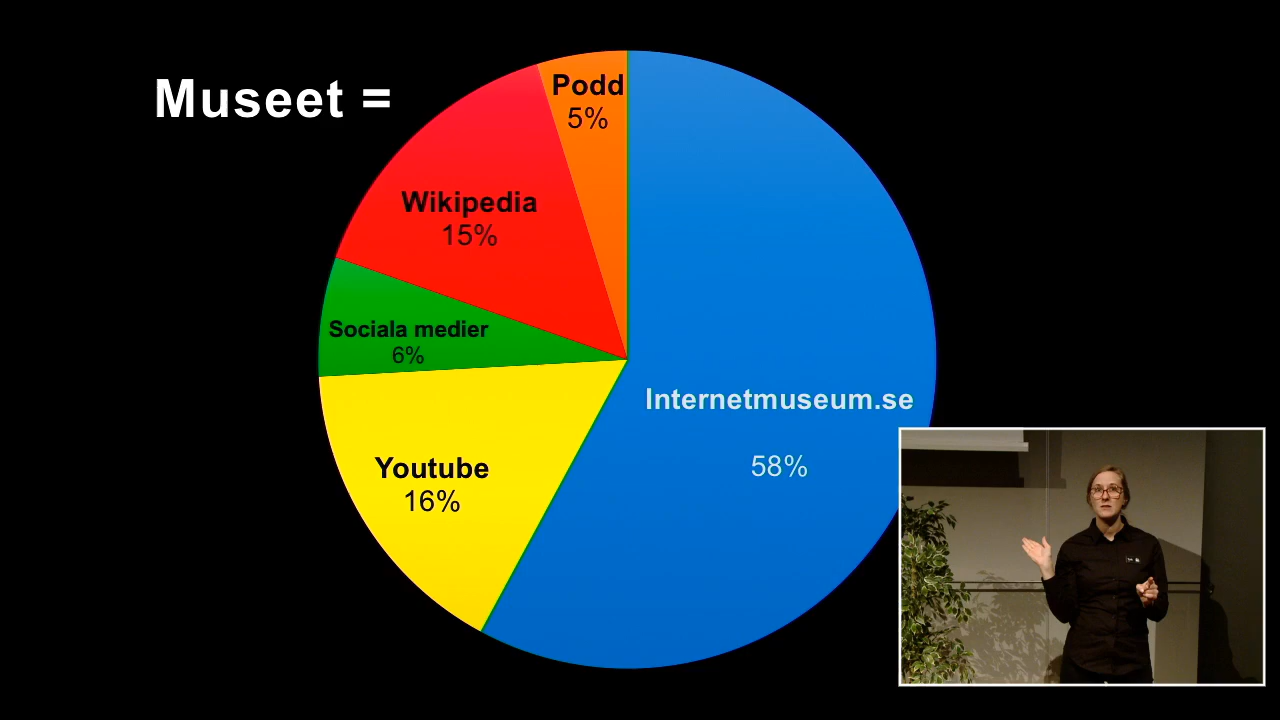 Museet =
Podd
5%
Wikipedia
15%
Sociala medier
6%
Internetmuseum.se
58%
Youtube
16%